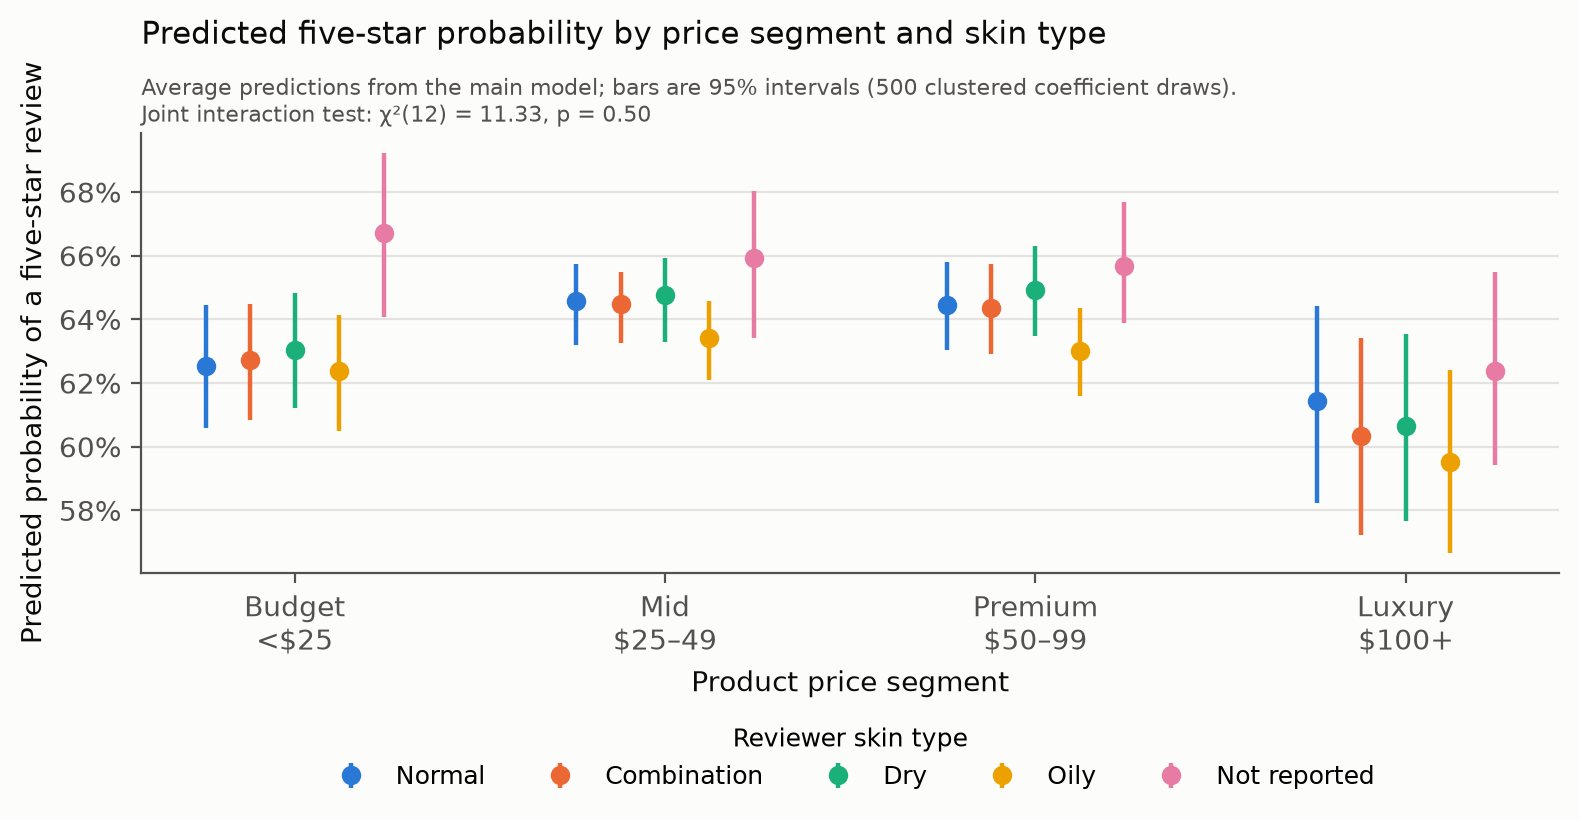 Predicted five-star probability by price segment and skin type
Average predictions from the main model; bars are 95% intervals (500 clustered coefficient draws).
Joint interaction test: χ²(12) = 11.33, p = 0.50
Predicted probability of a five-star review
68%
66%
64%
62%
60%
58%
Budget
<$25
Mid
$25–49
Premium
$50–99
Luxury
$100+
Product price segment
Reviewer skin type
Normal
Combination
Dry
Oily
Not reported